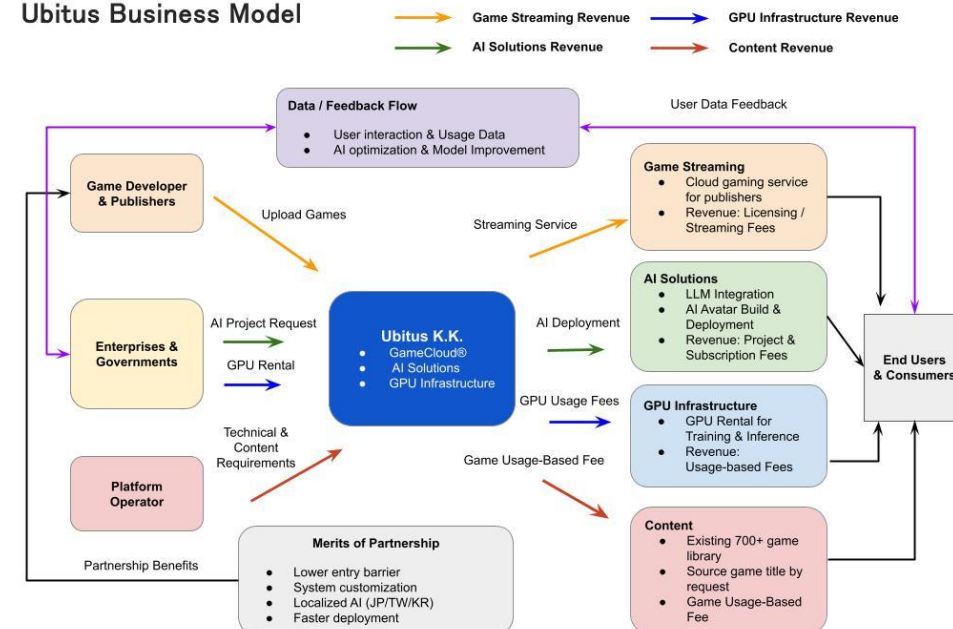 Ubitus Business Model
Game Streaming Revenue
GPU Infrastructure Revenue
AI Solutions Revenue
Content Revenue
Data / Feedback Flow
● User interaction & Usage Data
● AI optimization & Model Improvement
User Data Feedback
Game Developer
& Publishers
Upload Games
Streaming Service
Game Streaming
● Cloud gaming service
for publishers
● Revenue: Licensing /
Streaming Fees
Enterprises &
Governments
AI Project Request
GPU Rental
Ubitus K.K.
● GameCloud®
● AI Solutions
● GPU Infrastructure
AI Deployment
AI Solutions
● LLM Integration
● AI Avatar Build &
Deployment
● Revenue: Project &
Subscription Fees
End Users
& Consumers
GPU Usage Fees
GPU Infrastructure
● GPU Rental for
Training & Inference
● Revenue:
Usage-based Fees
Platform
Operator
Technical &
Content
Requirements
Game Usage-Based Fee
Content
● Existing 700+ game
library
● Source game title by
request
● Game Usage-Based
Fee
Partnership Benefits
Merits of Partnership
● Lower entry barrier
● System customization
● Localized AI (JP/TW/KR)
● Faster deployment